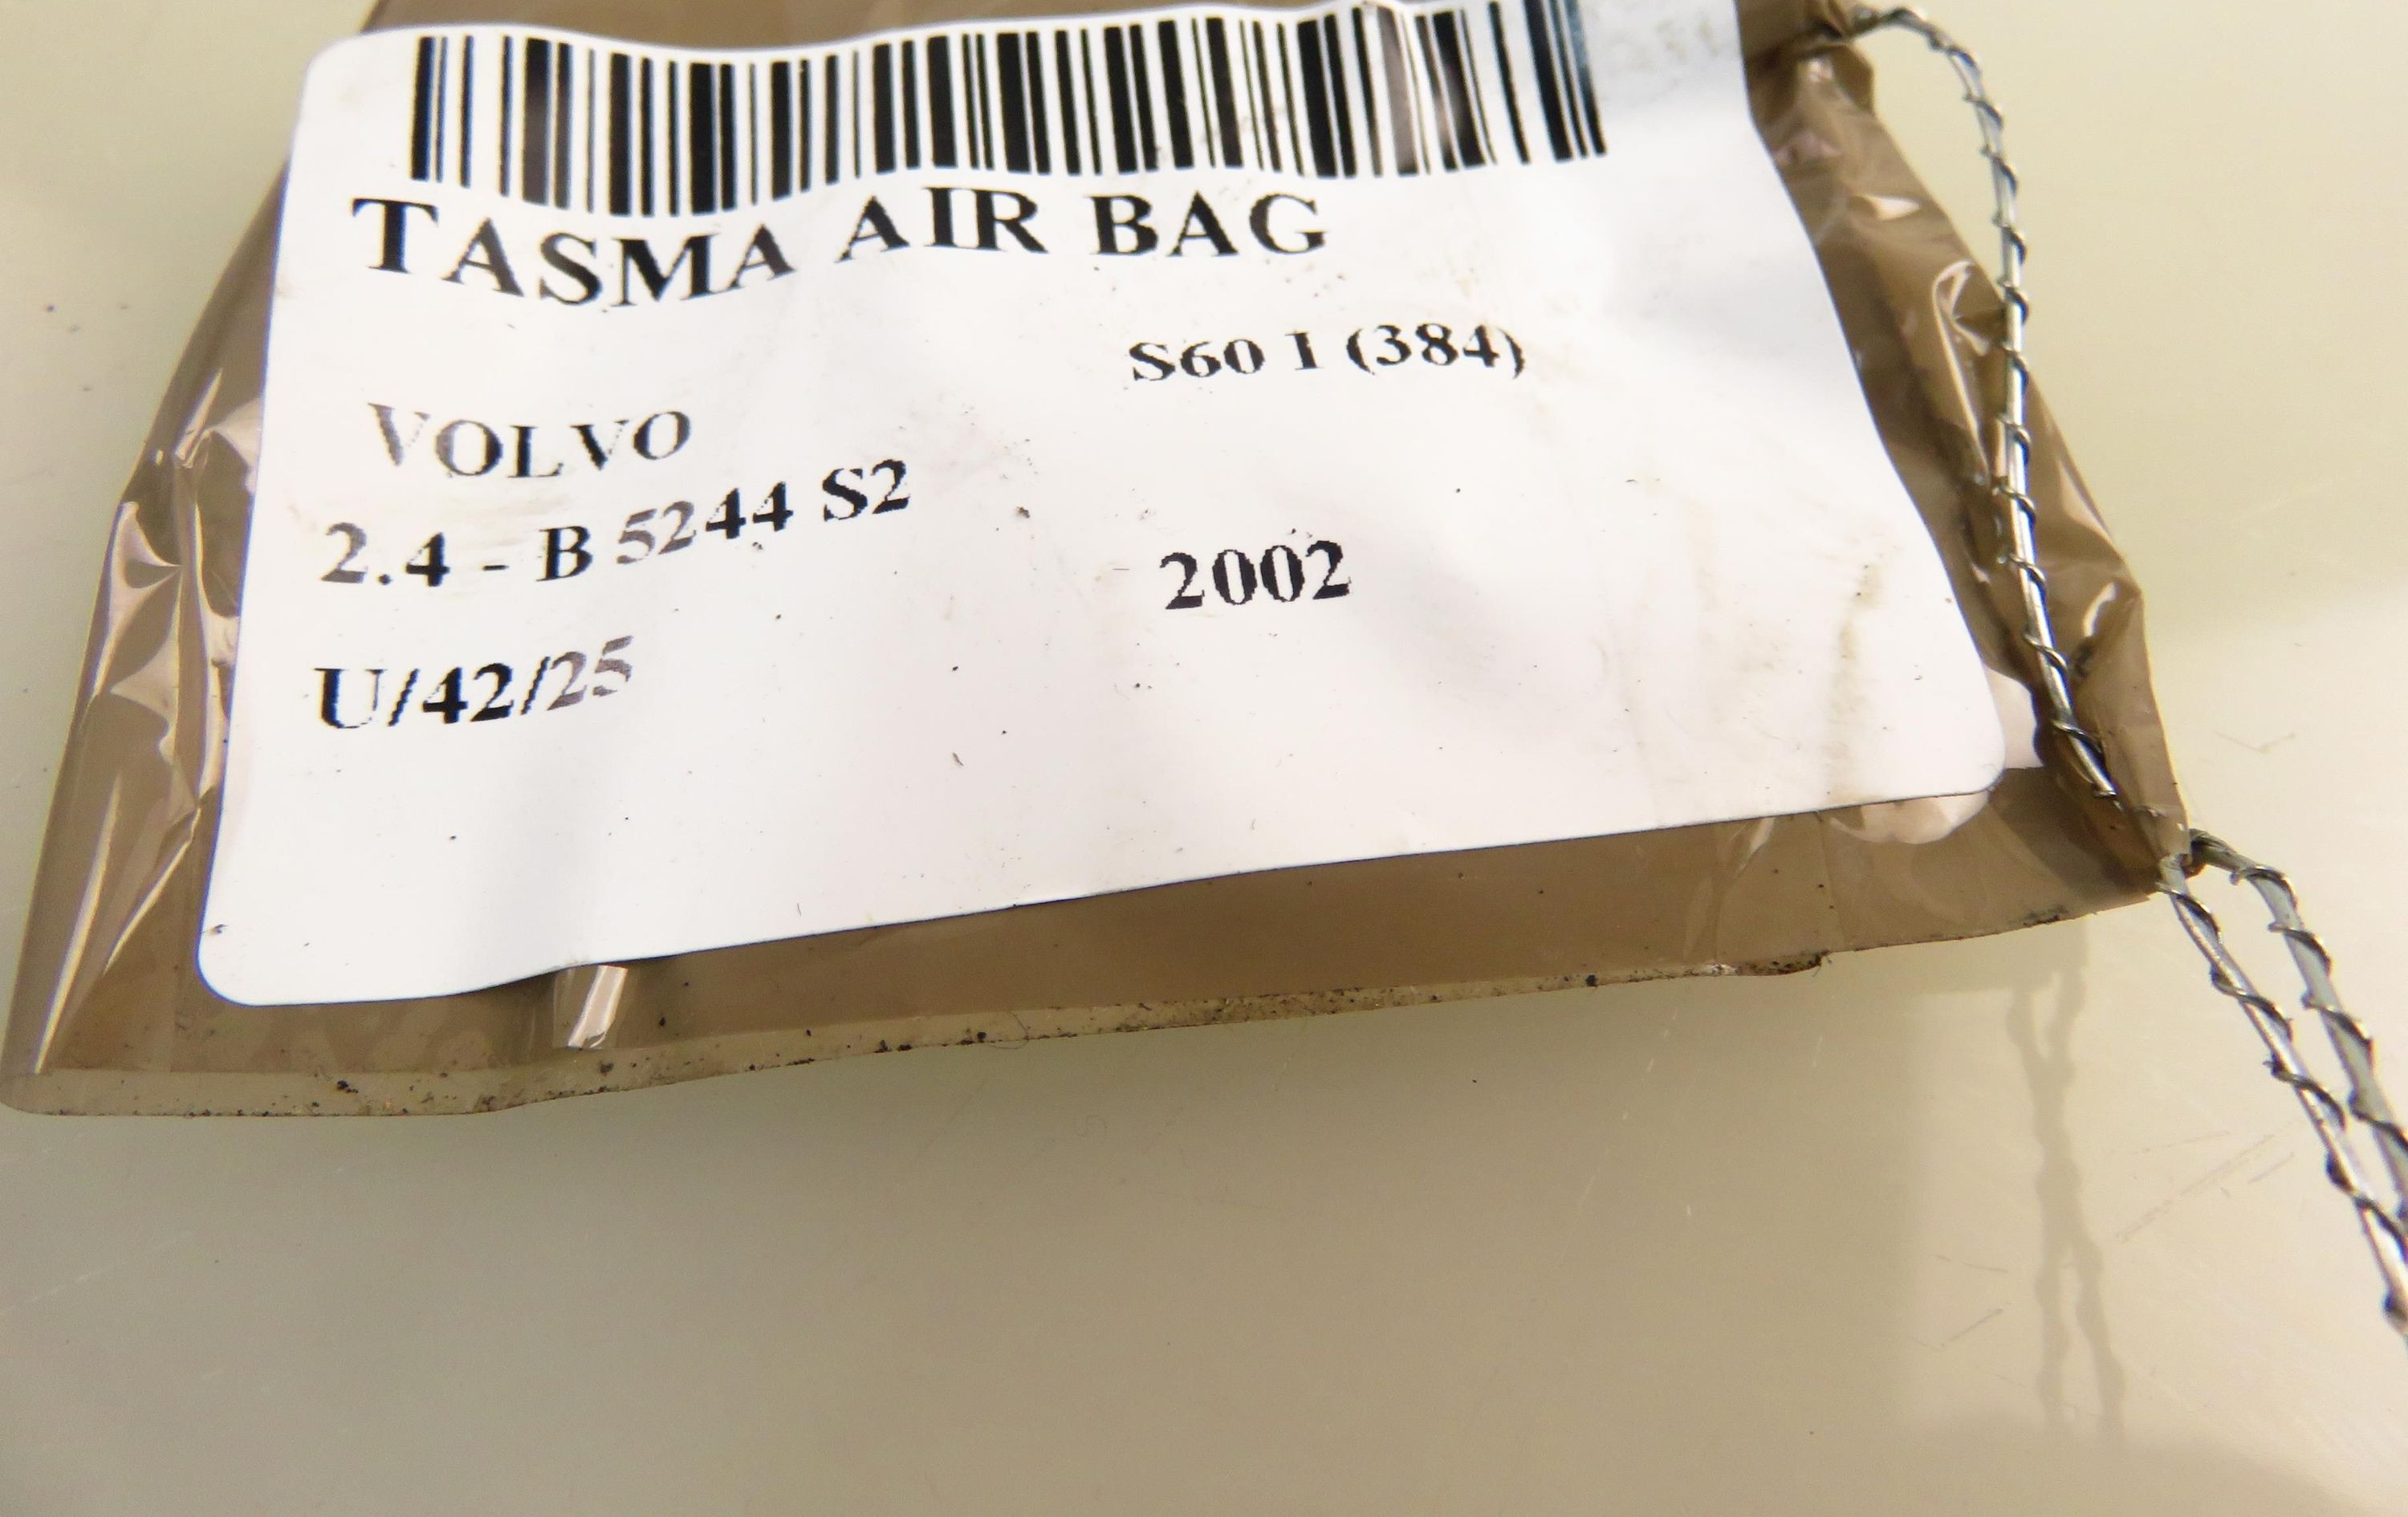 TASMA AIR BAG
VOLVO S60 I (384)
2.4 - B 5244 S2 2002
U/42/25